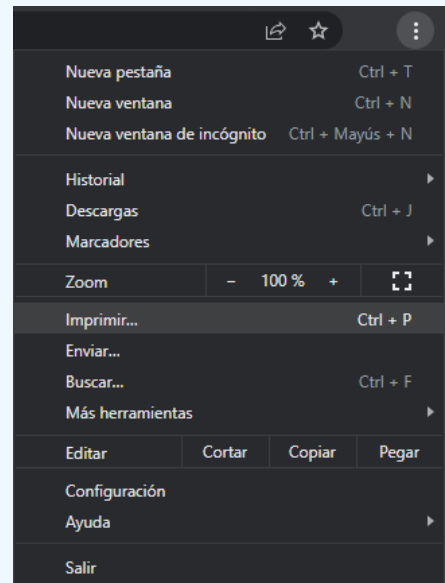 Nueva pestaña Ctrl + T
Nueva ventana Ctrl + N
Nueva ventana de incógnito Ctrl + Mayús + N
Historial
Descargas Ctrl + J
Marcadores
Zoom - 100 % +
Imprimir... Ctrl + P
Enviar...
Buscar... Ctrl + F
Más herramientas
Editar Cortar Copiar Pegar
Configuración
Ayuda
Salir